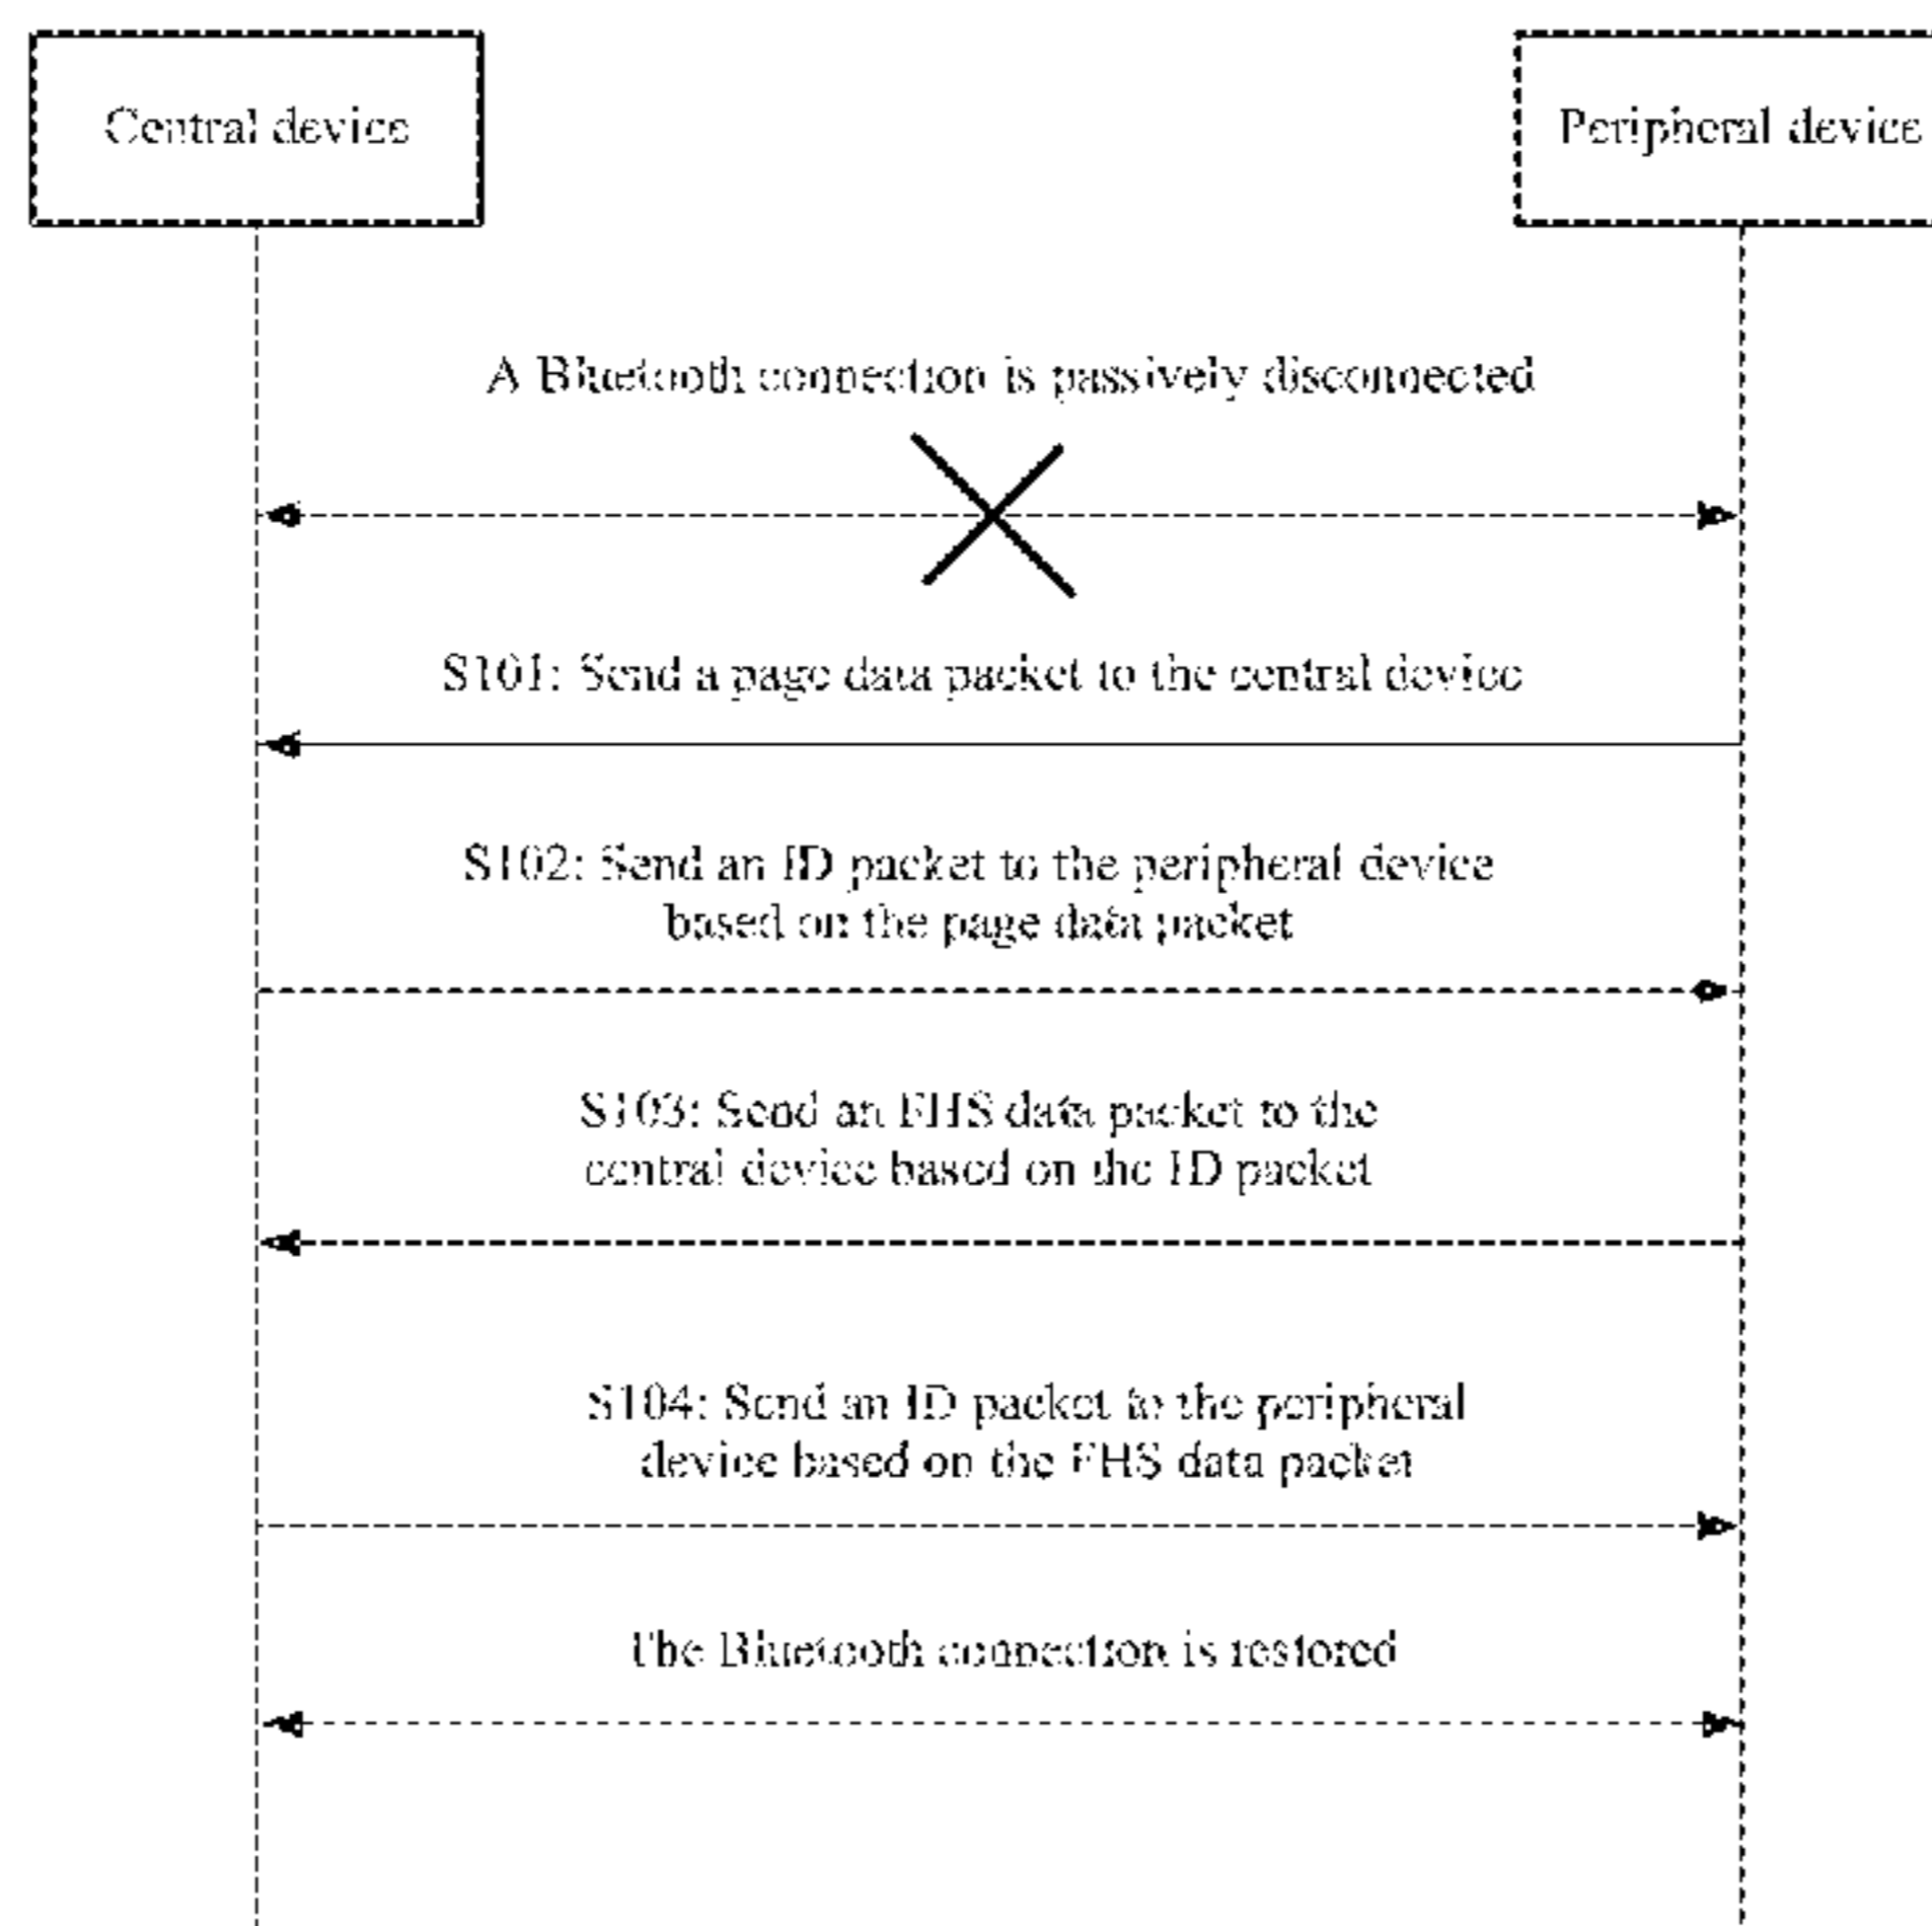 Central device
Peripheral device
A Bluetooth connection is passively disconnected
S101: Send a page data packet to the central device
S102: Send an ID packet to the peripheral device
based on the page data packet
S103: Send an FHS data packet to the
central device based on the ID packet
S104: Send an ID packet to the peripheral
device based on the FHS data packet
The Bluetooth connection is restored